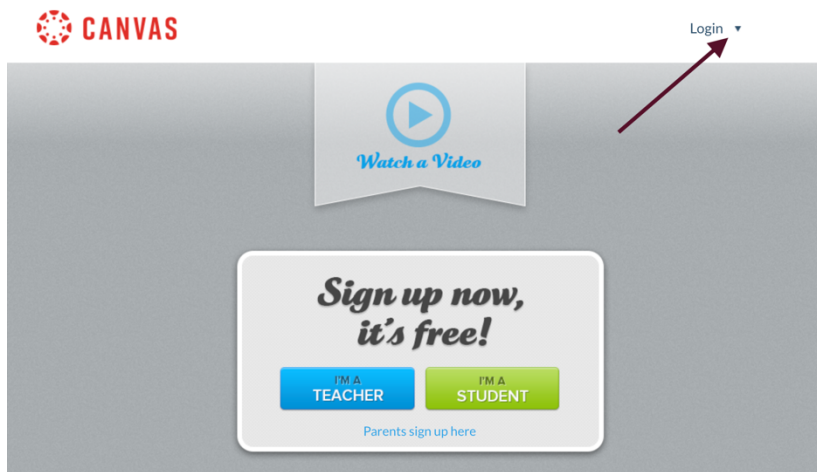 CANVAS
Login
Watch a Video
Sign up now,
it's free!
I'M A
TEACHER
I'M A
STUDENT
Parents sign up here